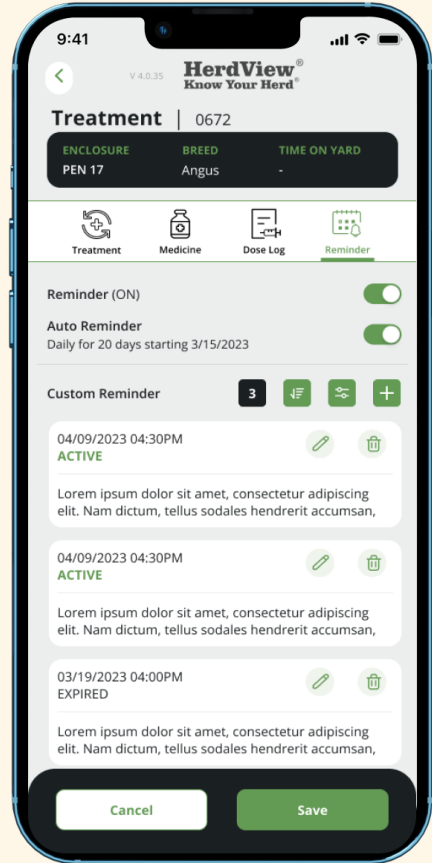 9:41
V 4.0.35
HerdView®
Know Your Herd®
Treatment | 0672
ENCLOSURE BREED TIME ON YARD
PEN 17 Angus -
Treatment Medicine Dose Log Reminder
Reminder (ON)
Auto Reminder
Daily for 20 days starting 3/15/2023
Custom Reminder 3
04/09/2023 04:30PM
ACTIVE
Lorem ipsum dolor sit amet, consectetur adipiscing
elit. Nam dictum, tellus sodales hendrerit accumsan,
04/09/2023 04:30PM
ACTIVE
Lorem ipsum dolor sit amet, consectetur adipiscing
elit. Nam dictum, tellus sodales hendrerit accumsan,
03/19/2023 04:00PM
EXPIRED
Lorem ipsum dolor sit amet, consectetur adipiscing
elit. Nam dictum, tellus sodales hendrerit accumsan,
Cancel Save